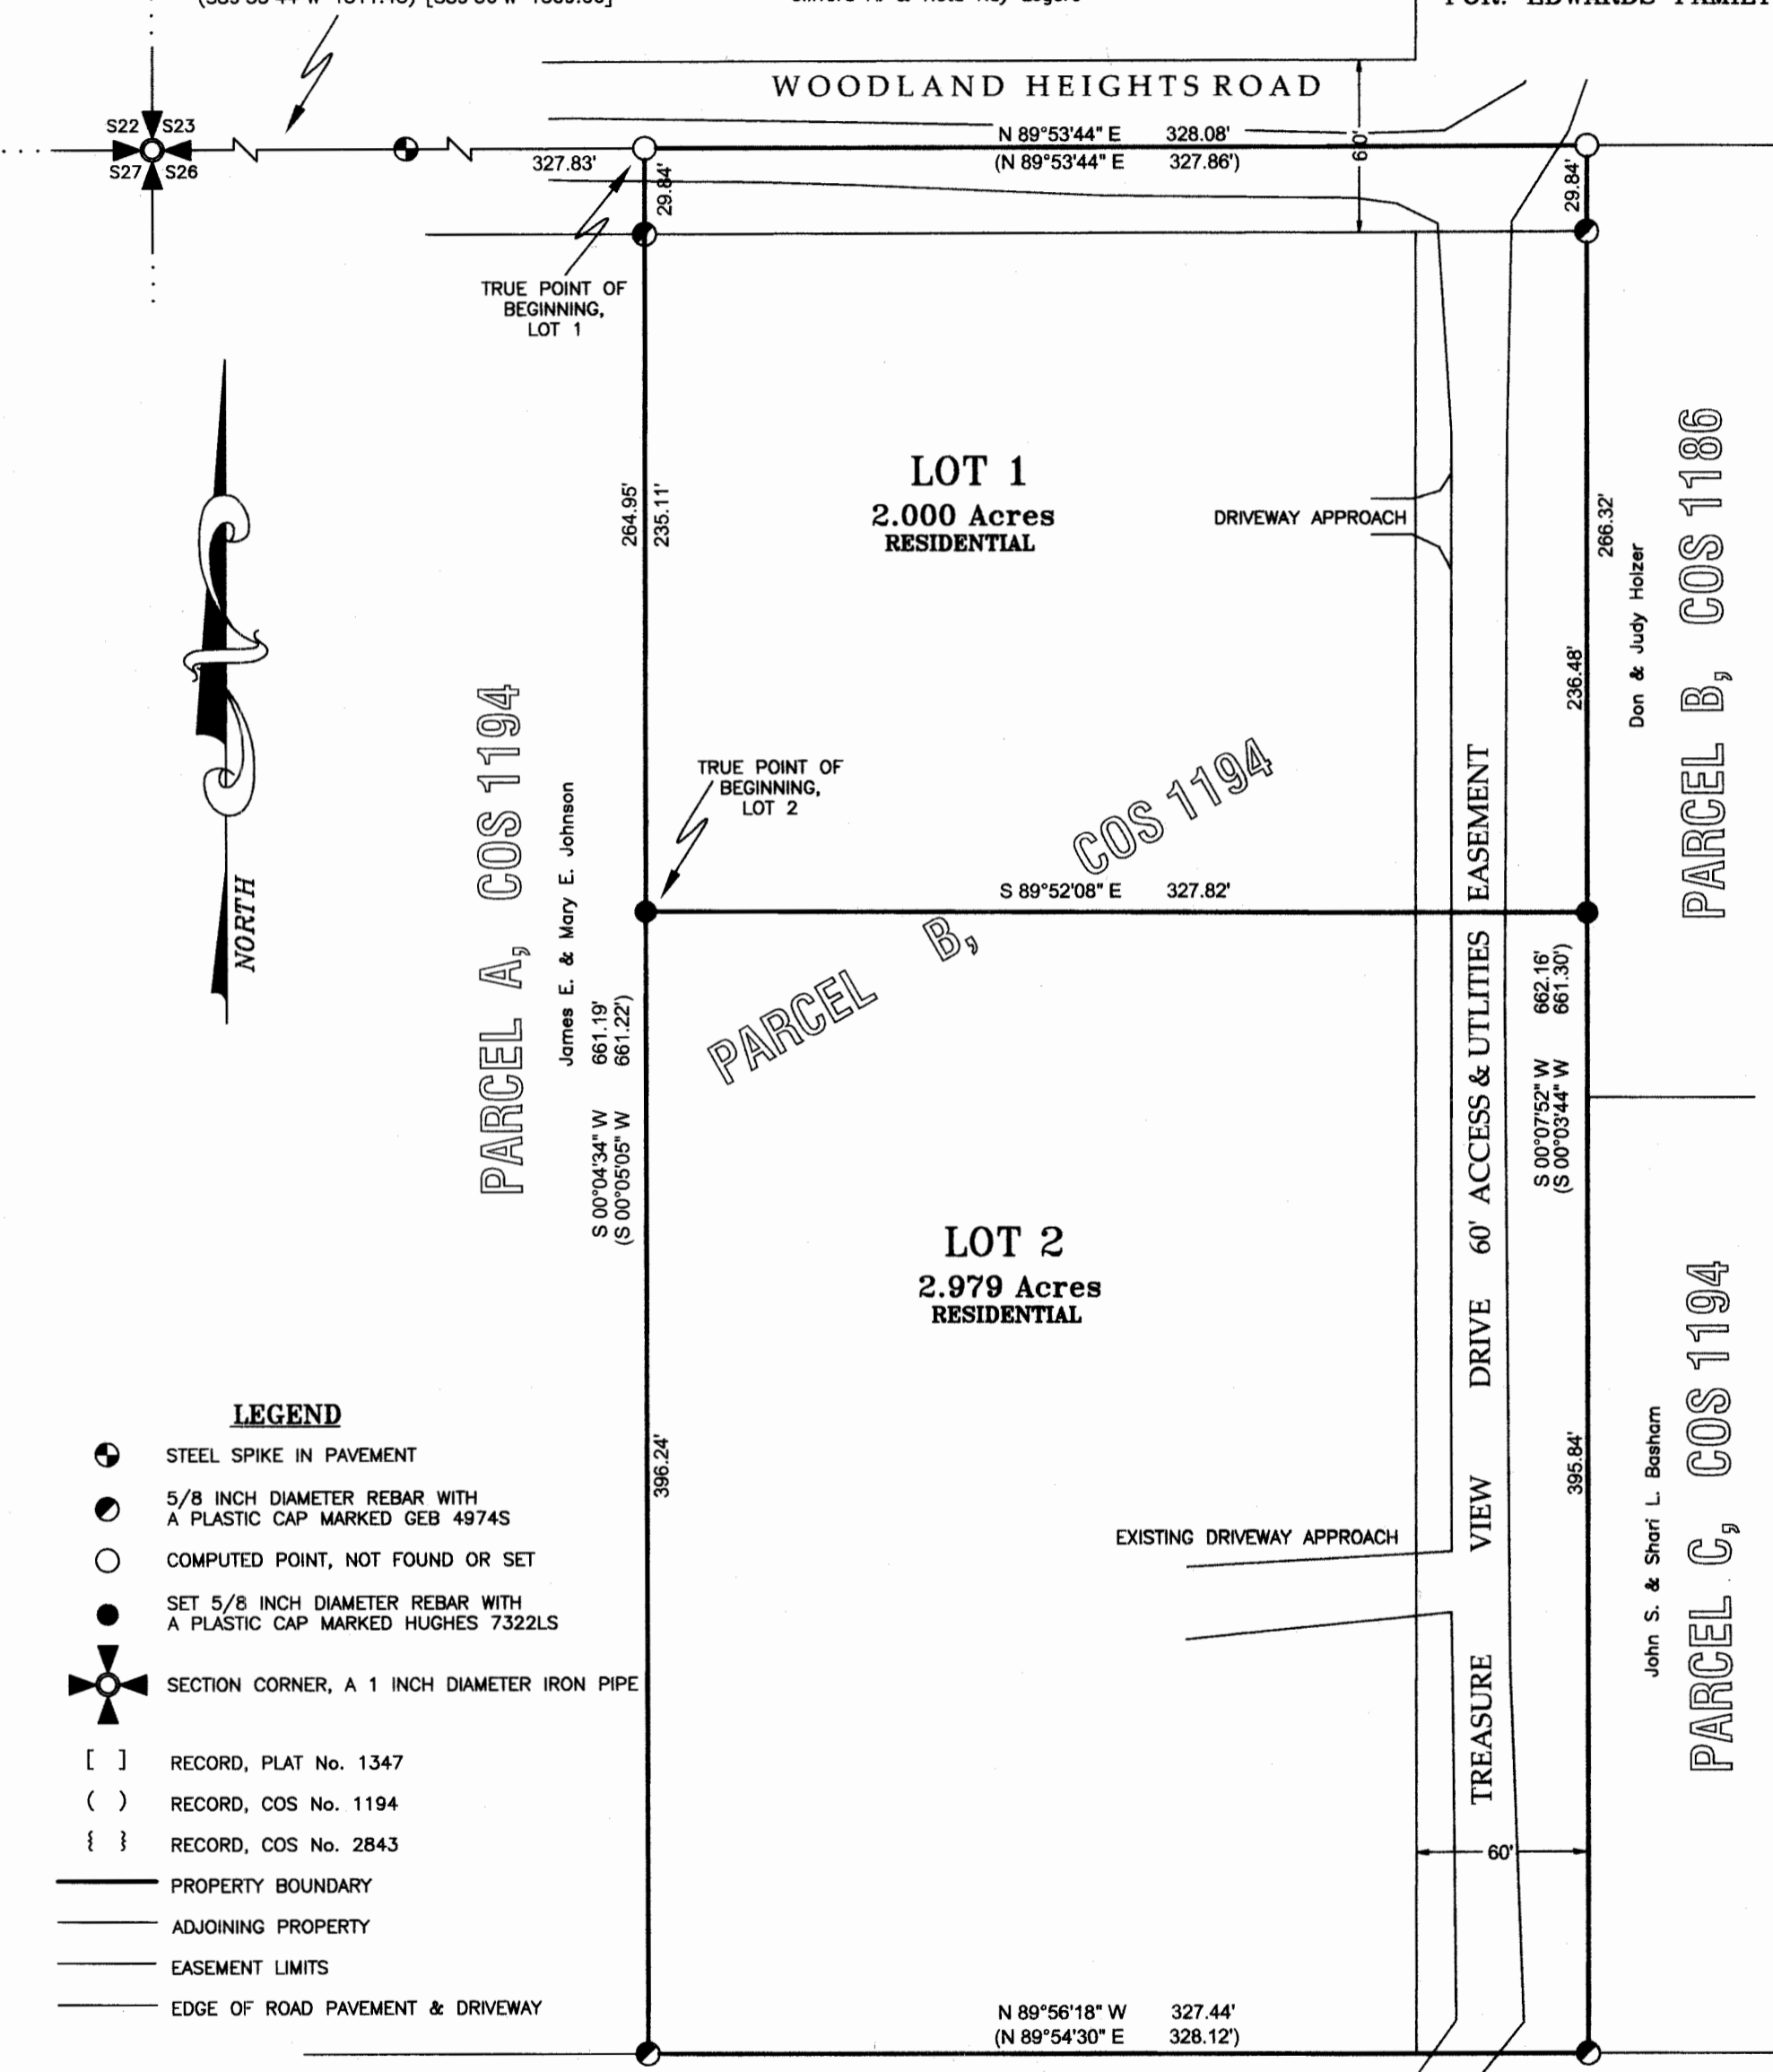 WOODLAND HEIGHTS ROAD
S22 S23
S27 S26
327.83'
N 89°53'44" E 328.08'
(N 89°53'44" E 327.86')
60'
29.84'
29.84'
TRUE POINT OF
BEGINNING,
LOT 1
LOT 1
2.000 Acres
RESIDENTIAL
DRIVEWAY APPROACH
264.95'
235.11'
266.32'
236.48'
Don & Judy Holzer
PARCEL B, COS 1186
NORTH
PARCEL A, COS 1194
James E. & Mary E. Johnson
TRUE POINT OF
BEGINNING,
LOT 2
PARCEL B, COS 1194
S 89°52'08" E 327.82'
S 00°04'34" W 661.19'
(S 00°05'05" W 661.22')
S 00°07'52" W 662.16'
(S 00°03'44" W 661.30')
TREASURE VIEW DRIVE 60' ACCESS & UTLITIES EASEMENT
LOT 2
2.979 Acres
RESIDENTIAL
396.24'
395.84'
EXISTING DRIVEWAY APPROACH
John S. & Shari L. Basham
PARCEL C, COS 1194
60'
N 89°56'18" W 327.44'
(N 89°54'30" E 328.12')
LEGEND
STEEL SPIKE IN PAVEMENT
5/8 INCH DIAMETER REBAR WITH
A PLASTIC CAP MARKED GEB 4974S
COMPUTED POINT, NOT FOUND OR SET
SET 5/8 INCH DIAMETER REBAR WITH
A PLASTIC CAP MARKED HUGHES 7322LS
SECTION CORNER, A 1 INCH DIAMETER IRON PIPE
[ ] RECORD, PLAT No. 1347
( ) RECORD, COS No. 1194
{ } RECORD, COS No. 2843
PROPERTY BOUNDARY
ADJOINING PROPERTY
EASEMENT LIMITS
EDGE OF ROAD PAVEMENT & DRIVEWAY